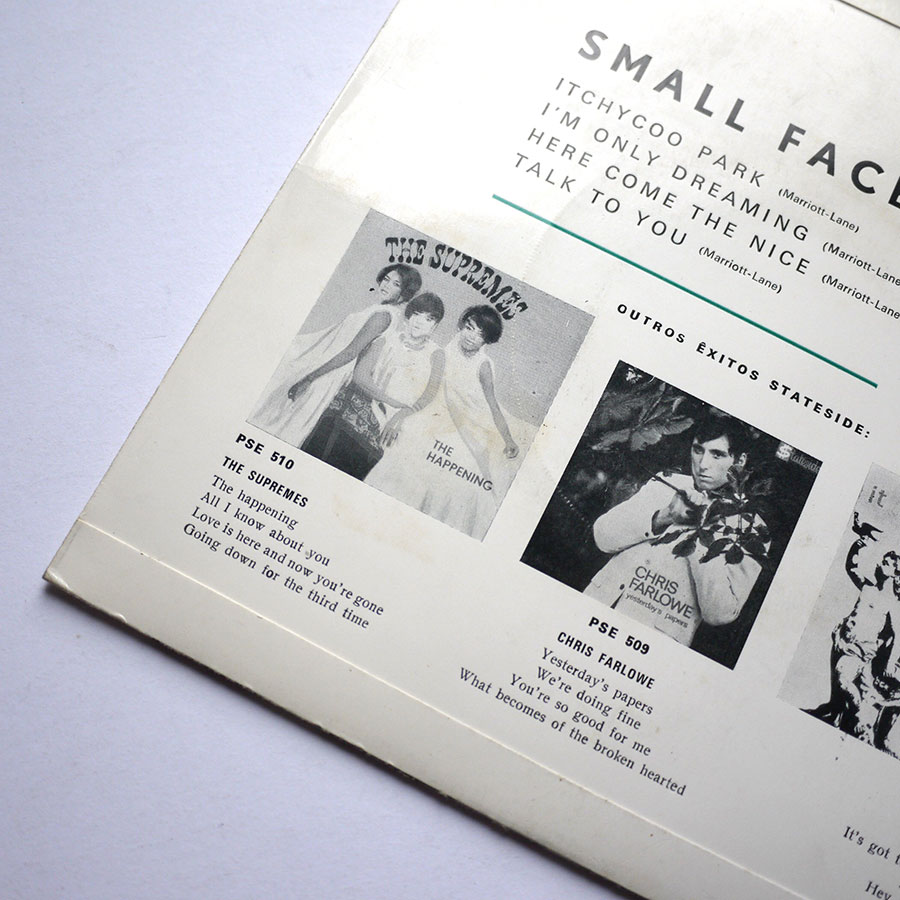 SMALL FACE
ITCHYCOO PARK (Marriott-Lane)
I'M ONLY DREAMING (Marriott-Lane
HERE COME THE NICE (Marriott-Lane
TALK TO YOU (Marriott-Lane)
OUTROS ÊXITOS STATESIDE:
THE SUPREMES
THE
HAPPENING
PSE 510
THE SUPREMES
The happening
All I know about you
Love is here and now you're gone
Going down for the third time
Stateside
CHRIS
FARLOWE
yesterday's papers
PSE 509
CHRIS FARLOWE
Yesterday's papers
We're doing fine
You're so good for me
What becomes of the broken hearted
It's got
Hey,